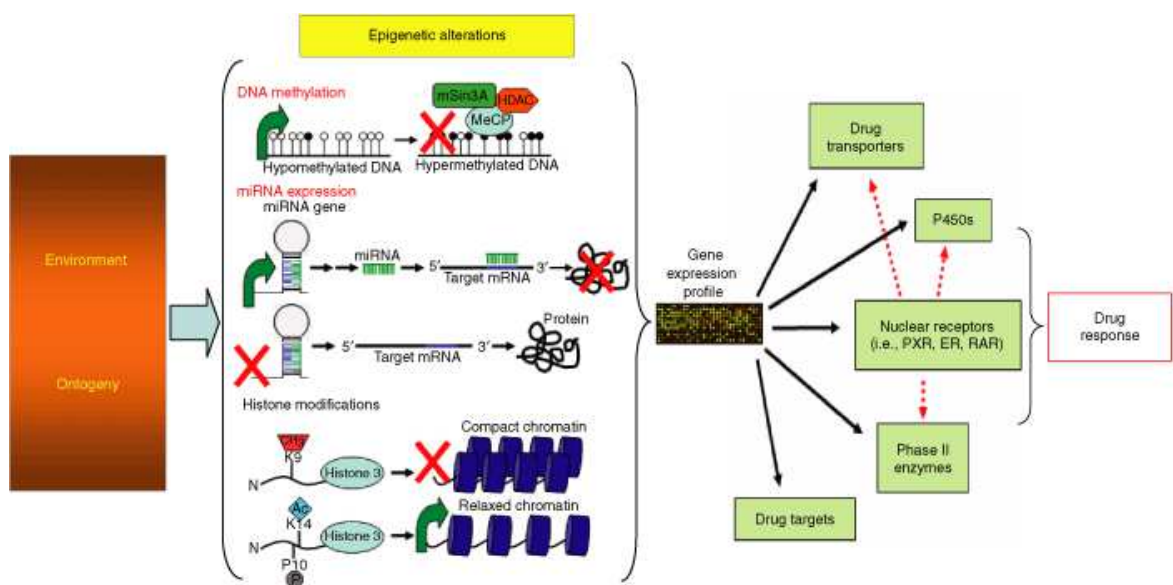 Epigenetic alterations
DNA methylation
mSin3A
HDAC
MeCP
Hypomethylated DNA
Hypermethylated DNA
miRNA expression
miRNA gene
miRNA
5′
3′
Target mRNA
Protein
5′
3′
Target mRNA
Histone modifications
CH3
K9
N
Histone 3
Compact chromatin
Ac
K14
N
Histone 3
P10
P
Relaxed chromatin
Environment
Ontogeny
Gene
expression
profile
Drug
transporters
P450s
Nuclear receptors
(i.e., PXR, ER, RAR)
Phase II
enzymes
Drug targets
Drug
response